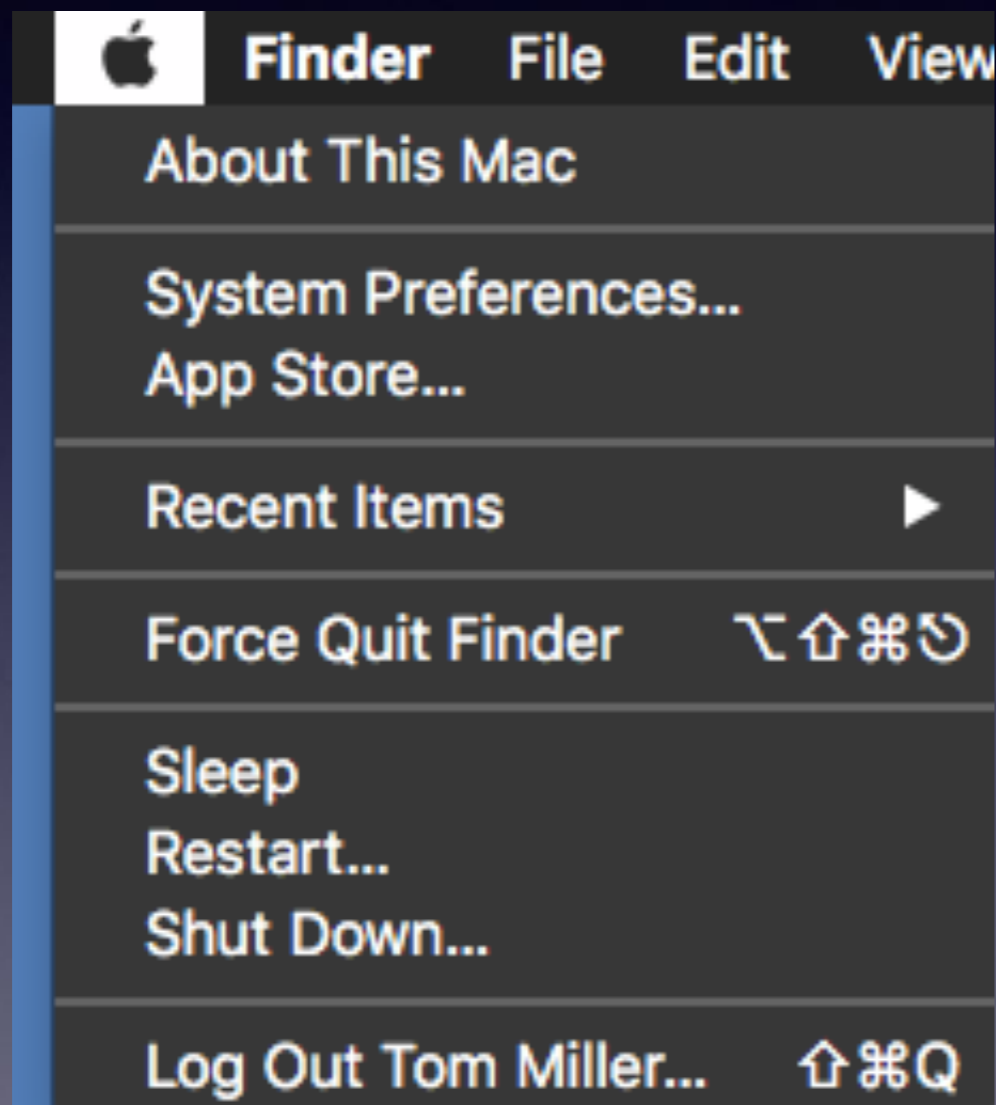 Finder File Edit View
About This Mac
System Preferences...
App Store...
Recent Items ▶
Force Quit Finder ⌥⇧⌘⎋
Sleep
Restart...
Shut Down...
Log Out Tom Miller... ⇧⌘Q